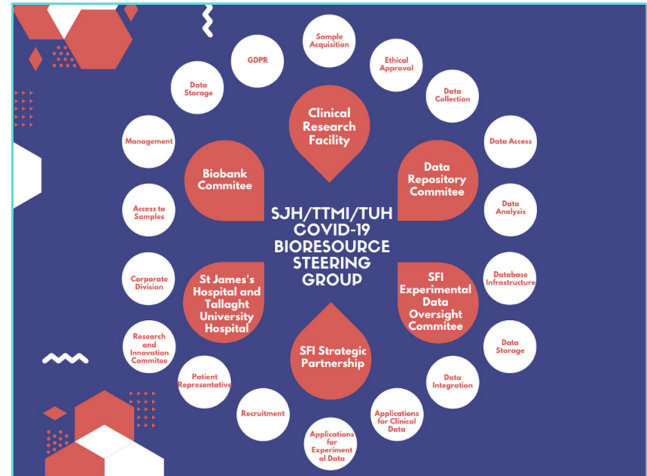 Sample
Acquisition
GDPR
Ethical
Approval
Data
Storage
Data
Collection
Clinical
Research
Facility
Management
Data Access
Biobank
Commitee
Data
Repository
Commitee
Access to
Samples
Data
Analysis
SJH/TTMI/TUH
COVID-19
BIORESOURCE
STEERING
GROUP
Corporate
Division
St James's
Hospital and
Tallaght
University
Hospital
SFI
Experimental
Data
Oversight
Commitee
Database
Infrastructure
Research
and
Innovation
Commitee
SFI Strategic
Partnership
Data
Storage
Patient
Representative
Data
Integration
Recruitment
Applications
for Clinical
Data
Applications
for
Experiment
al Data